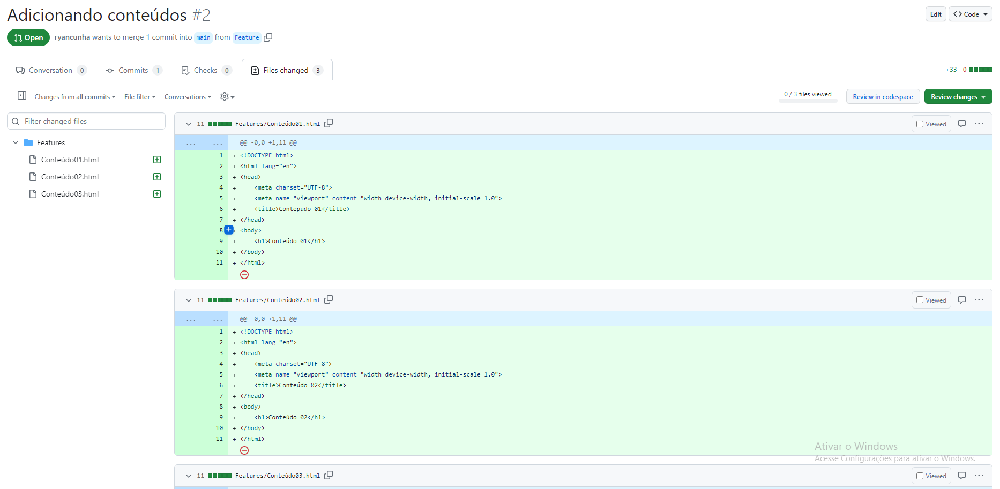 Adicionando conteúdos #2
Edit
Code
Open
ryancunha wants to merge 1 commit into main from Feature
Conversation 0
Commits 1
Checks 0
Files changed 3
+33 −0
Changes from all commits
File filter
Conversations
0 / 3 files viewed
Review in codespace
Review changes
Filter changed files
Features
Conteúdo01.html
Conteúdo02.html
Conteúdo03.html
11 Features/Conteúdo01.html
Viewed
... ... @@ -0,0 +1,11 @@
1 + <!DOCTYPE html>
2 + <html lang="en">
3 + <head>
4 +     <meta charset="UTF-8">
5 +     <meta name="viewport" content="width=device-width, initial-scale=1.0">
6 +     <title>Contepudo 01</title>
7 + </head>
8 + <body>
9 +     <h1>Conteúdo 01</h1>
10 + </body>
11 + </html>
11 Features/Conteúdo02.html
Viewed
... ... @@ -0,0 +1,11 @@
1 + <!DOCTYPE html>
2 + <html lang="en">
3 + <head>
4 +     <meta charset="UTF-8">
5 +     <meta name="viewport" content="width=device-width, initial-scale=1.0">
6 +     <title>Conteúdo 02</title>
7 + </head>
8 + <body>
9 +     <h1>Conteúdo 02</h1>
10 + </body>
11 + </html>
Ativar o Windows
Acesse Configurações para ativar o Windows.
11 Features/Conteúdo03.html
Viewed